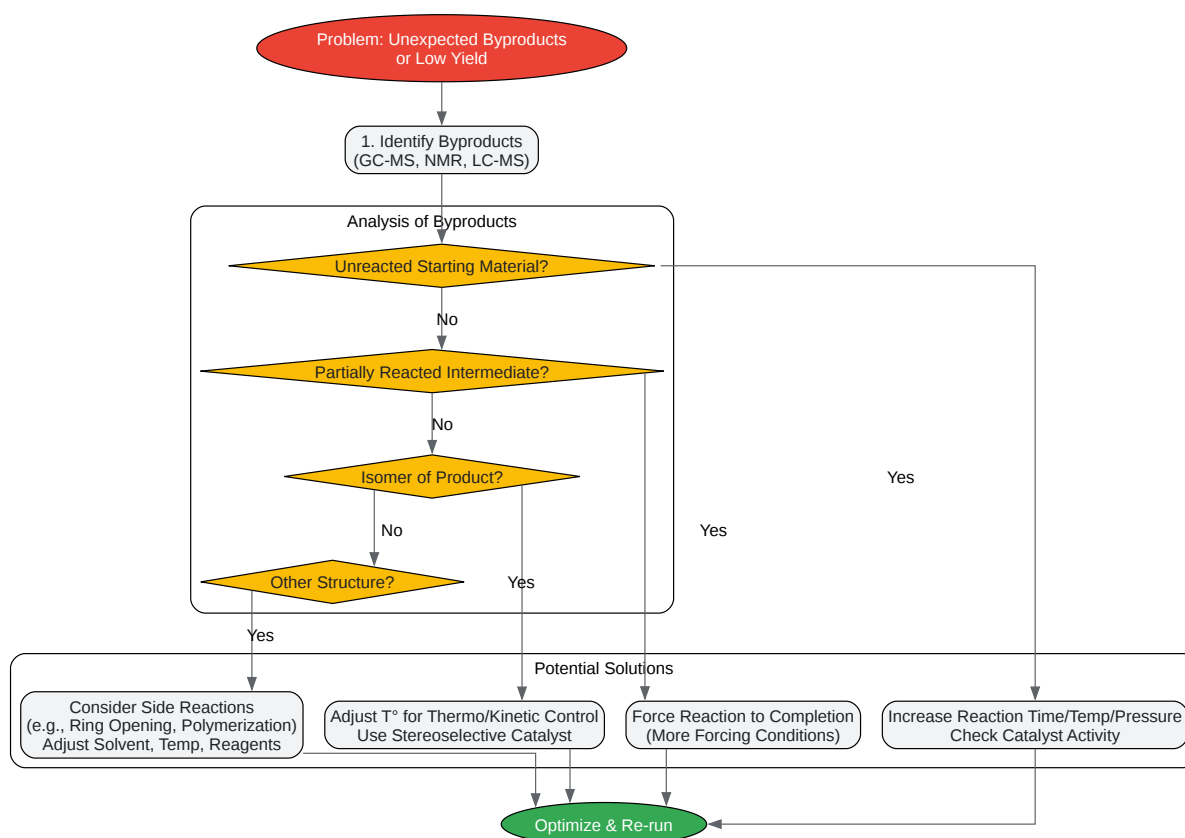 Problem: Unexpected Byproducts
or Low Yield
1. Identify Byproducts
(GC-MS, NMR, LC-MS)
Analysis of Byproducts
Unreacted Starting Material?
No
Partially Reacted Intermediate?
No
Isomer of Product?
Yes
No
Yes
Other Structure?
Yes
Yes
Potential Solutions
Consider Side Reactions
(e.g., Ring Opening, Polymerization)
Adjust Solvent, Temp, Reagents
Adjust T° for Thermo/Kinetic Control
Use Stereoselective Catalyst
Force Reaction to Completion
(More Forcing Conditions)
Increase Reaction Time/Temp/Pressure
Check Catalyst Activity
Optimize & Re-run